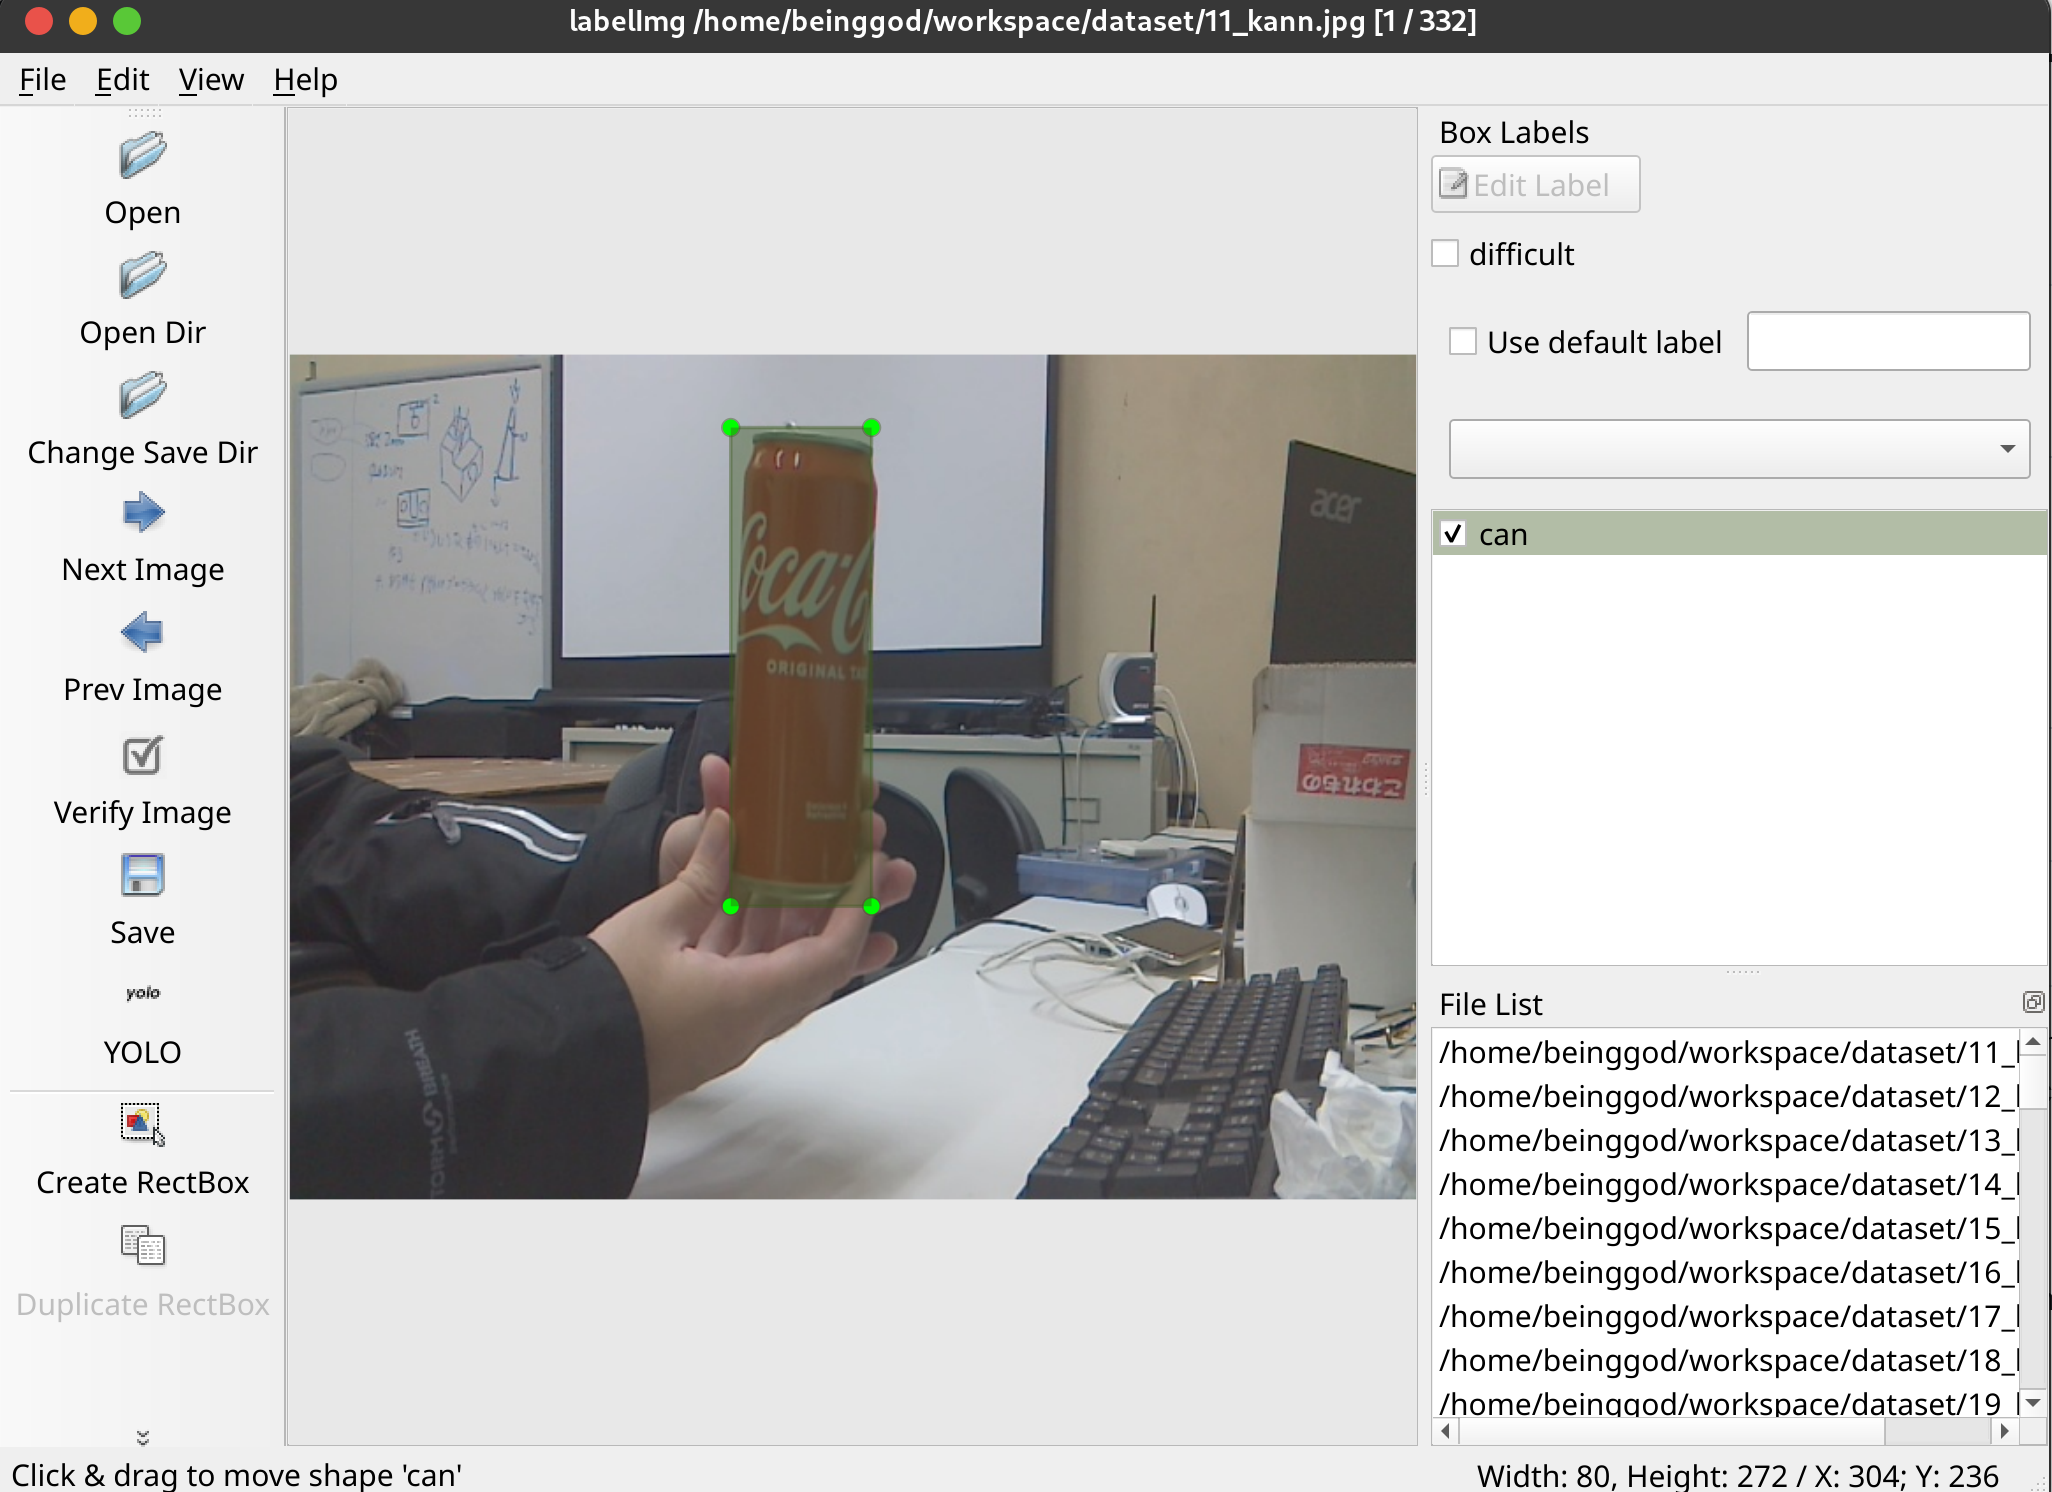 labelImg /home/beinggod/workspace/dataset/11_kann.jpg [1 / 332]
File Edit View Help
Open
Open Dir
Change Save Dir
Next Image
Prev Image
Verify Image
Save
yolo
YOLO
Create RectBox
Duplicate RectBox
acer
Coca-C
ORIGINAL TA
こわれもの
Box Labels
Edit Label
difficult
Use default label
can
File List
/home/beinggod/workspace/dataset/11_
/home/beinggod/workspace/dataset/12_
/home/beinggod/workspace/dataset/13_
/home/beinggod/workspace/dataset/14_
/home/beinggod/workspace/dataset/15_
/home/beinggod/workspace/dataset/16_
/home/beinggod/workspace/dataset/17_
/home/beinggod/workspace/dataset/18_
/home/beinggod/workspace/dataset/19_
Click & drag to move shape 'can'
Width: 80, Height: 272 / X: 304; Y: 236